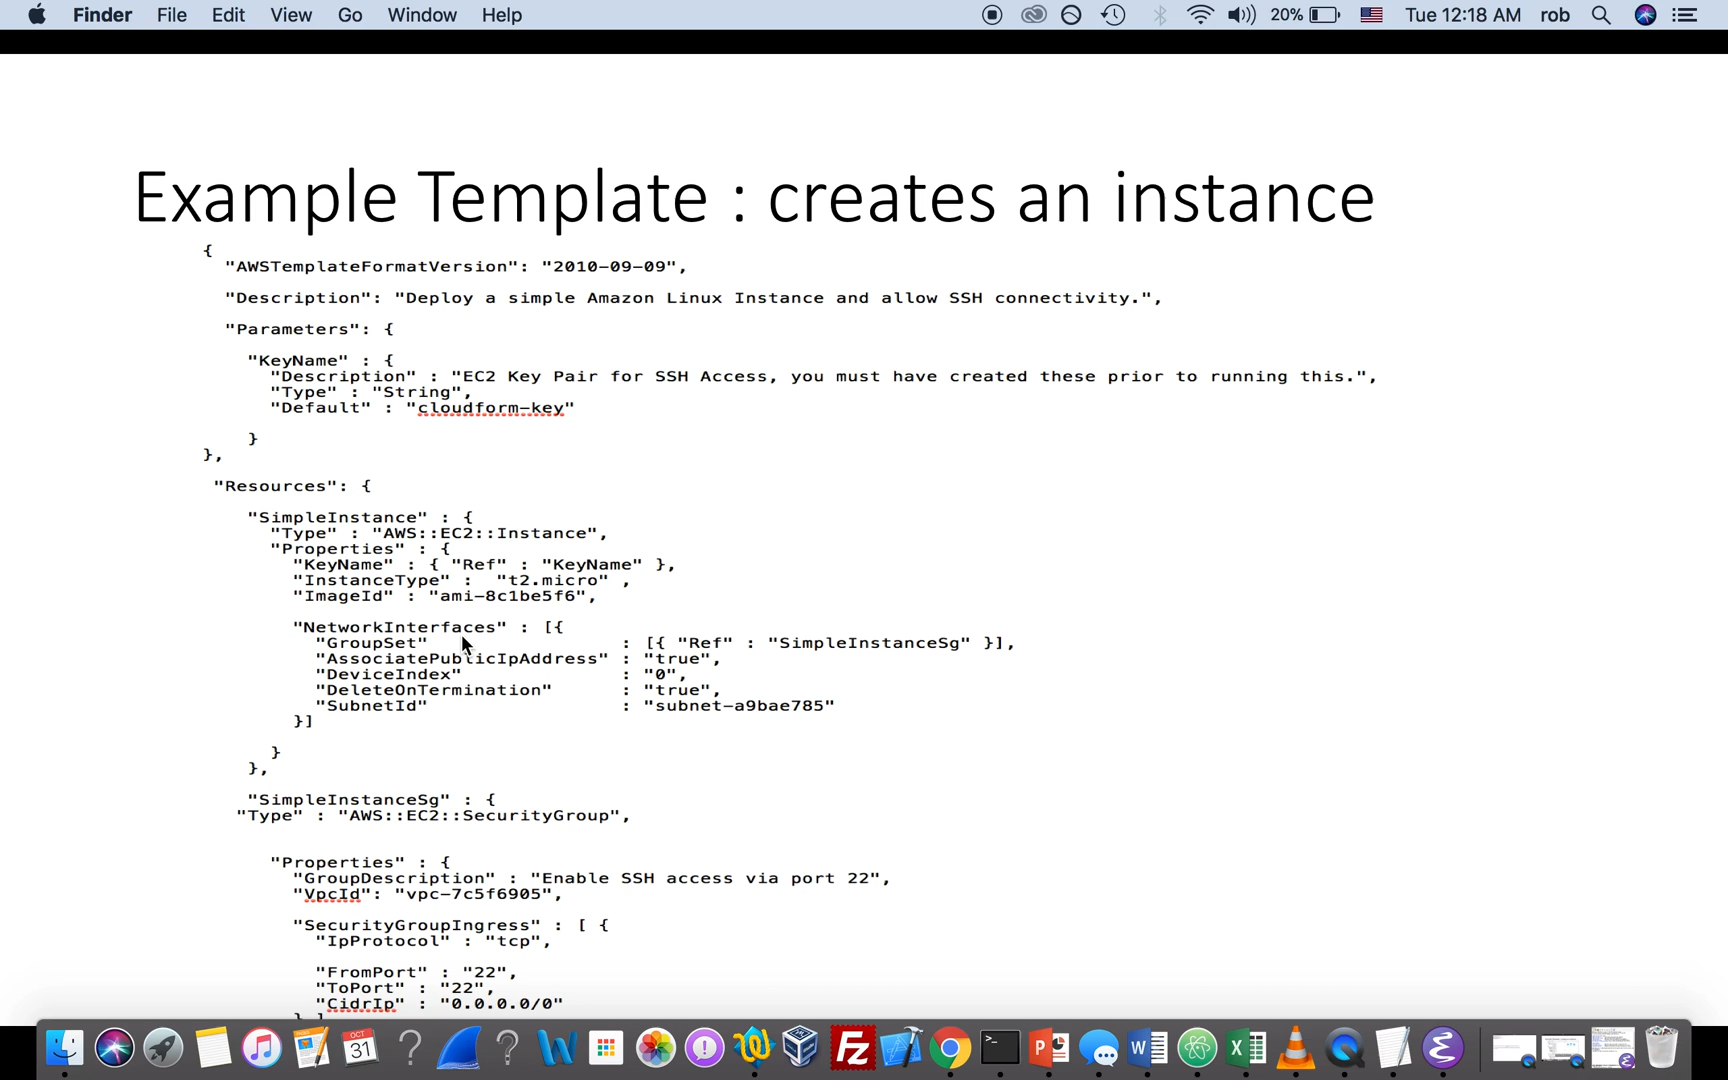 Finder File Edit View Go Window Help 20% Tue 12:18 AM rob
Example Template : creates an instance
{
"AWSTemplateFormatVersion": "2010-09-09",
"Description": "Deploy a simple Amazon Linux Instance and allow SSH connectivity.",
"Parameters": {
"KeyName" : {
"Description" : "EC2 Key Pair for SSH Access, you must have created these prior to running this.",
"Type" : "String",
"Default" : "cloudform-key"
}
},
"Resources": {
"SimpleInstance" : {
"Type" : "AWS::EC2::Instance",
"Properties" : {
"KeyName" : { "Ref" : "KeyName" },
"InstanceType" : "t2.micro" ,
"ImageId" : "ami-8c1be5f6",
"NetworkInterfaces" : [{
"GroupSet" : [{ "Ref" : "SimpleInstanceSg" }],
"AssociatePublicIpAddress" : "true",
"DeviceIndex" : "0",
"DeleteOnTermination" : "true",
"SubnetId" : "subnet-a9bae785"
}]
}
},
"SimpleInstanceSg" : {
"Type" : "AWS::EC2::SecurityGroup",
"Properties" : {
"GroupDescription" : "Enable SSH access via port 22",
"VpcId": "vpc-7c5f6905",
"SecurityGroupIngress" : [ {
"IpProtocol" : "tcp",
"FromPort" : "22",
"ToPort" : "22",
"CidrIp" : "0.0.0.0/0"
OCT
31